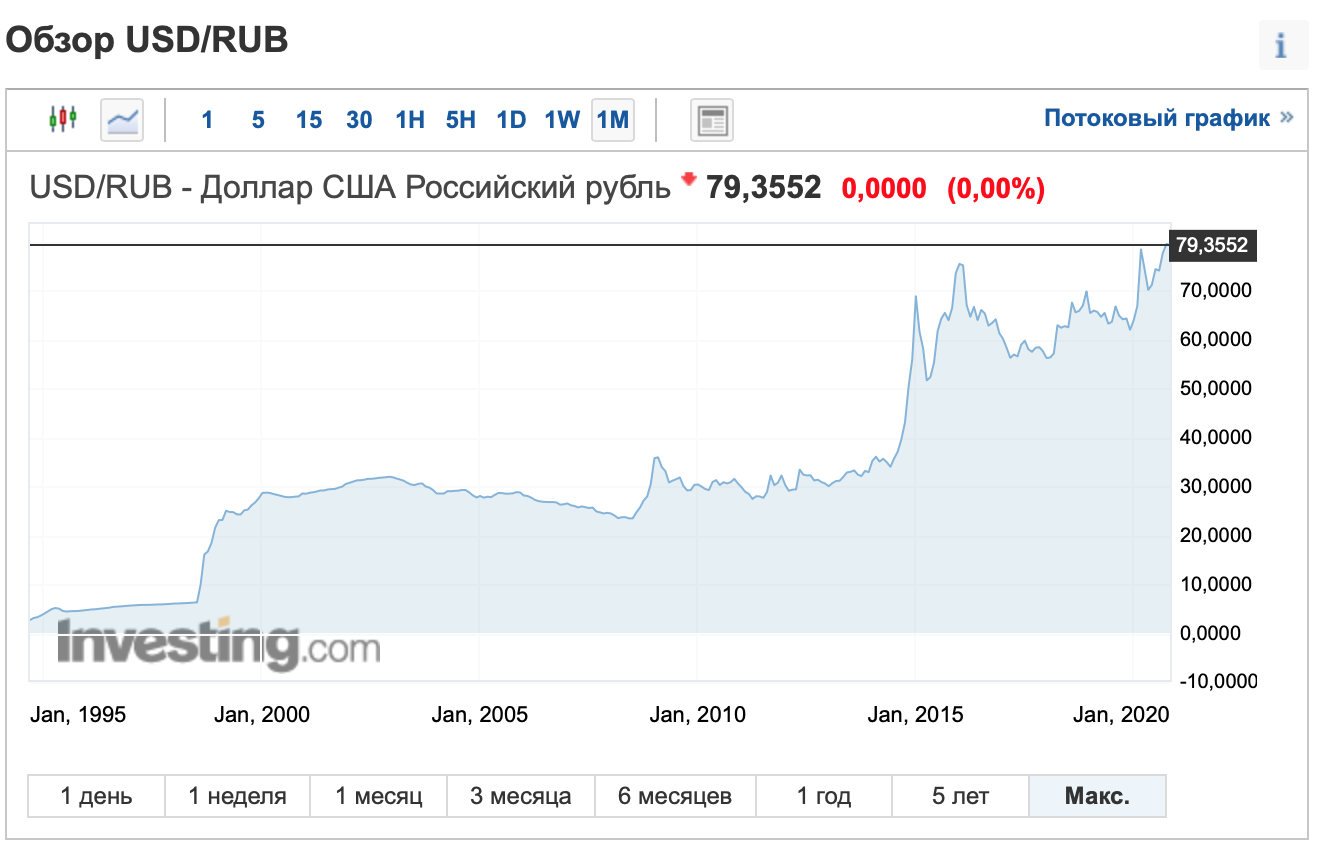 Обзор USD/RUB
i
1 5 15 30 1H 5H 1D 1W 1M
Потоковый график »
USD/RUB - Доллар США Российский рубль 79,3552 0,0000 (0,00%)
79,3552
70,0000
60,0000
50,0000
40,0000
30,0000
20,0000
10,0000
0,0000
-10,0000
Investing.com
Jan, 1995 Jan, 2000 Jan, 2005 Jan, 2010 Jan, 2015 Jan, 2020
1 день 1 неделя 1 месяц 3 месяца 6 месяцев 1 год 5 лет Макс.